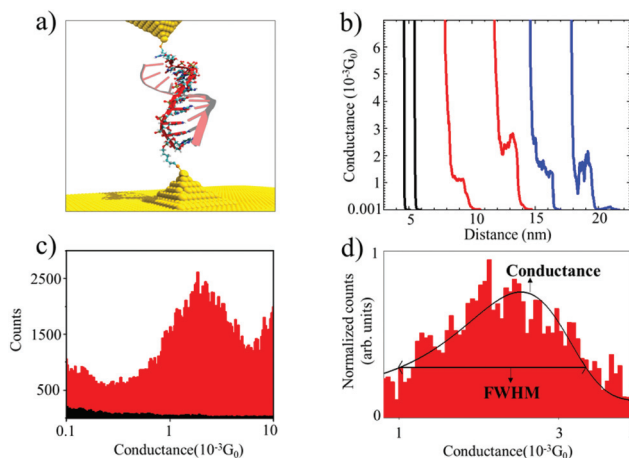 a)
b)
Conductance (10⁻³G₀)
7
6
5
4
3
2
1
0.001
5 10 15 20
Distance (nm)
c)
Counts
2500
1500
500
0.1 1 10
Conductance(10⁻³G₀)
d)
Normalized counts
(arb. units)
1
0
Conductance
FWHM
1 3
Conductance(10⁻³G₀)